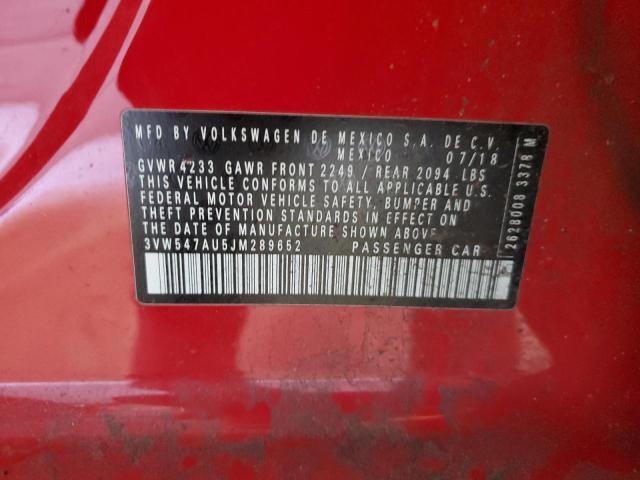 MFD BY VOLKSWAGEN DE MEXICO S.A. DE C.V.
MEXICO 07/18
GVWR 4233 GAWR FRONT 2249 / REAR 2094 LBS
THIS VEHICLE CONFORMS TO ALL APPLICABLE U.S.
FEDERAL MOTOR VEHICLE SAFETY, BUMPER AND
THEFT PREVENTION STANDARDS IN EFFECT ON THE
DATE OF MANUFACTURE SHOWN ABOVE.
3VW547AU5JM289652 PASSENGER CAR
2628008 3378 M